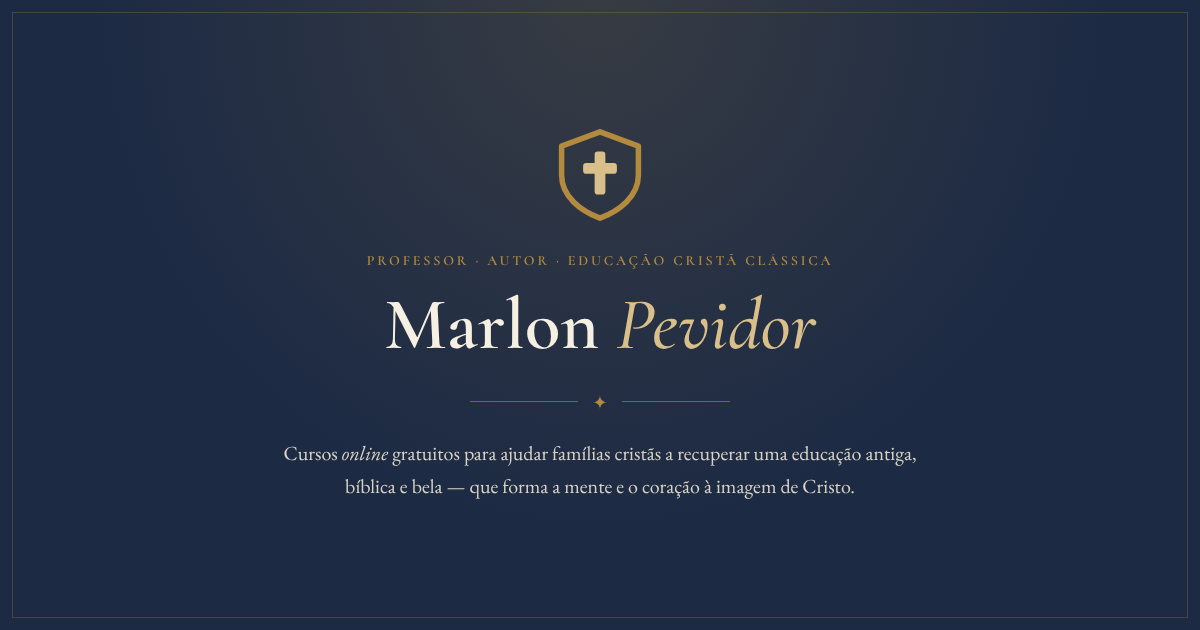 PROFESSOR · AUTOR · EDUCAÇÃO CRISTÃ CLÁSSICA
Marlon Pevidor
Cursos online gratuitos para ajudar famílias cristãs a recuperar uma educação antiga,
bíblica e bela — que forma a mente e o coração à imagem de Cristo.